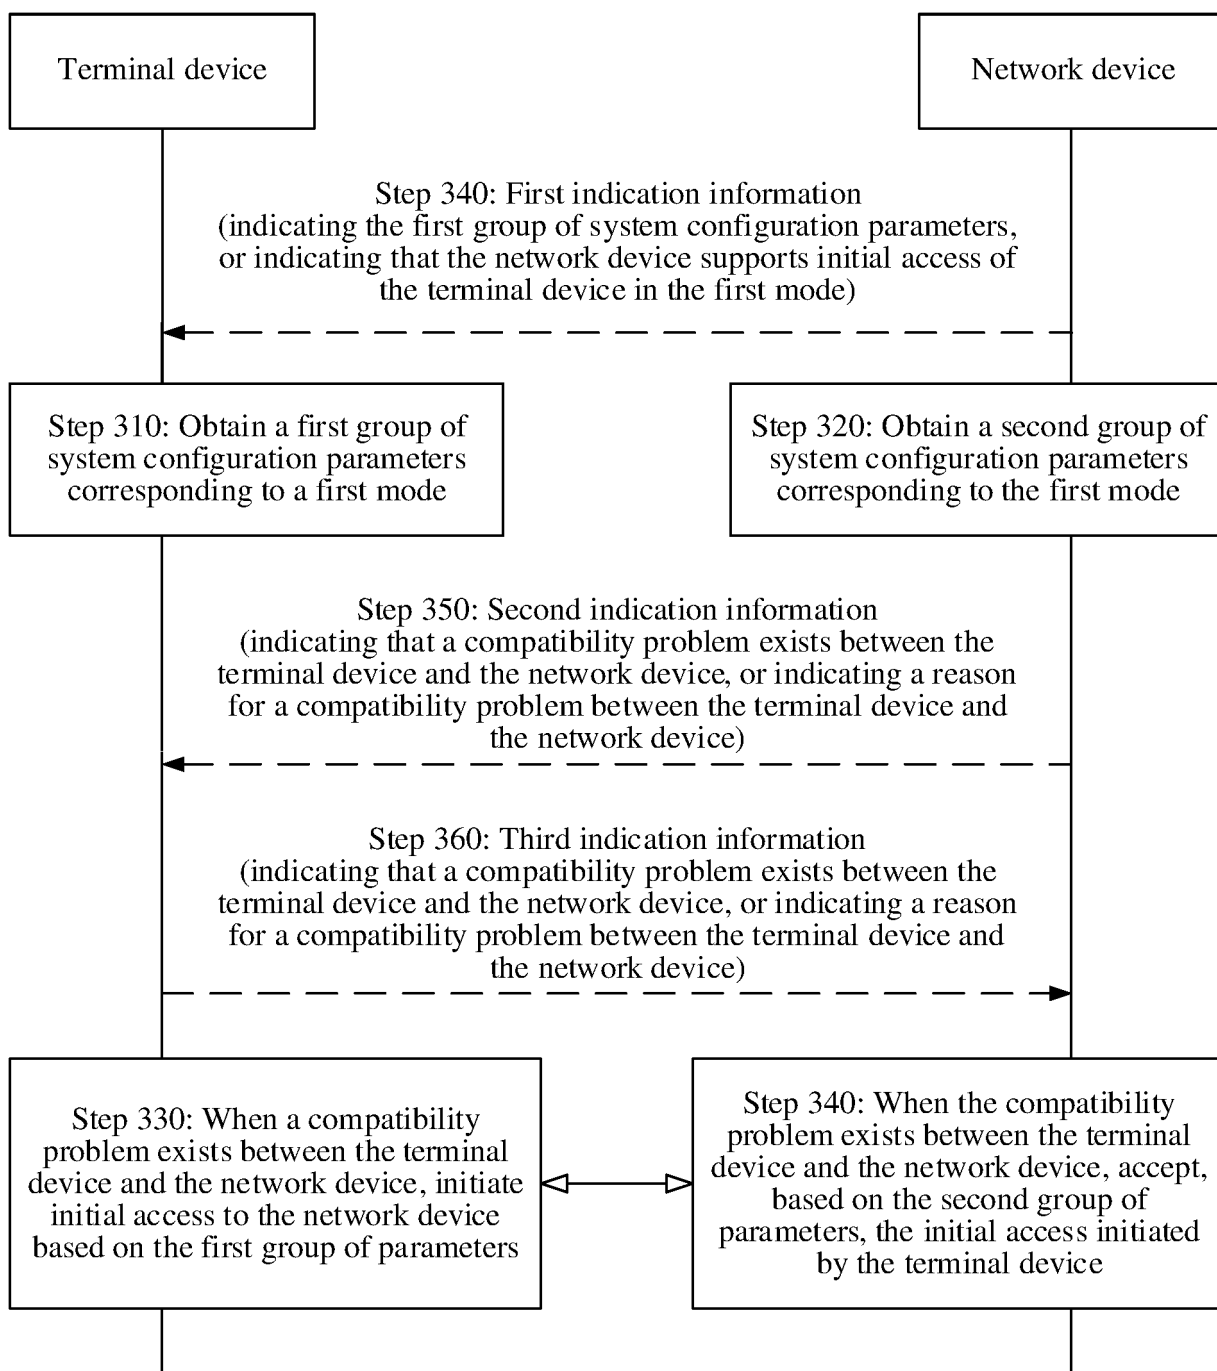 Terminal device
Network device
Step 340: First indication information
(indicating the first group of system configuration parameters,
or indicating that the network device supports initial access of
the terminal device in the first mode)
Step 310: Obtain a first group of
system configuration parameters
corresponding to a first mode
Step 320: Obtain a second group of
system configuration parameters
corresponding to the first mode
Step 350: Second indication information
(indicating that a compatibility problem exists between the
terminal device and the network device, or indicating a reason
for a compatibility problem between the terminal device and
the network device)
Step 360: Third indication information
(indicating that a compatibility problem exists between the
terminal device and the network device, or indicating a reason
for a compatibility problem between the terminal device and
the network device)
Step 330: When a compatibility
problem exists between the terminal
device and the network device, initiate
initial access to the network device
based on the first group of parameters
Step 340: When the compatibility
problem exists between the terminal
device and the network device, accept,
based on the second group of
parameters, the initial access initiated
by the terminal device